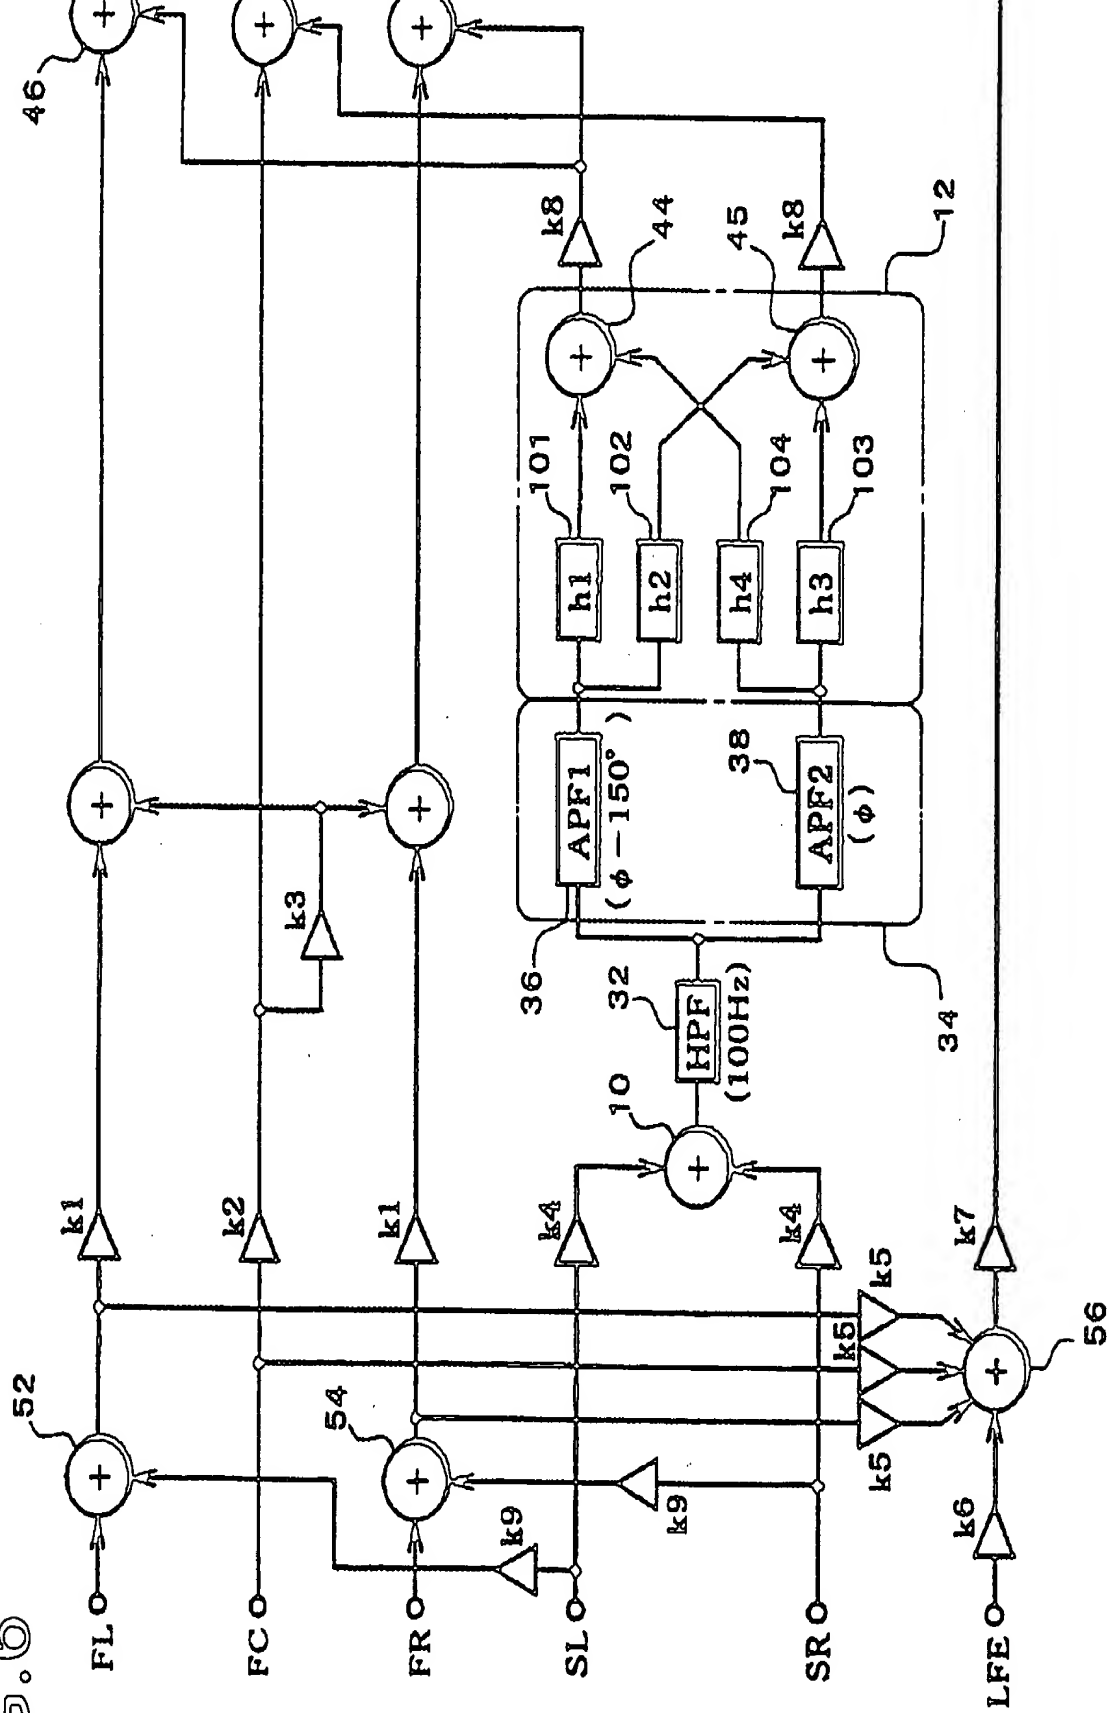 .6
FL
FC
FR
SL
SR
LFE
52
54
k9
k9
k5
k5
k5
k6
56
k1
k2
k1
k4
k4
k7
10
32
HPF
(100Hz)
k3
36
APF1
(φ−150°)
38
APF2
(φ)
34
h1
101
h2
102
h4
104
h3
103
44
45
12
k8
k8
46